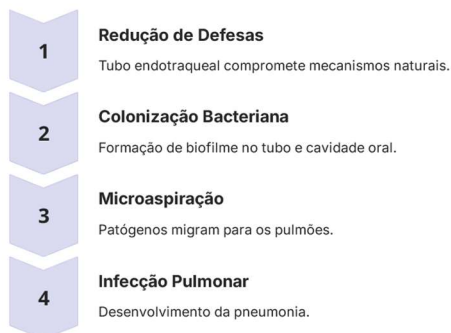 1
Redução de Defesas
Tubo endotraqueal compromete mecanismos naturais.
2
Colonização Bacteriana
Formação de biofilme no tubo e cavidade oral.
3
Microaspiração
Patógenos migram para os pulmões.
4
Infecção Pulmonar
Desenvolvimento da pneumonia.